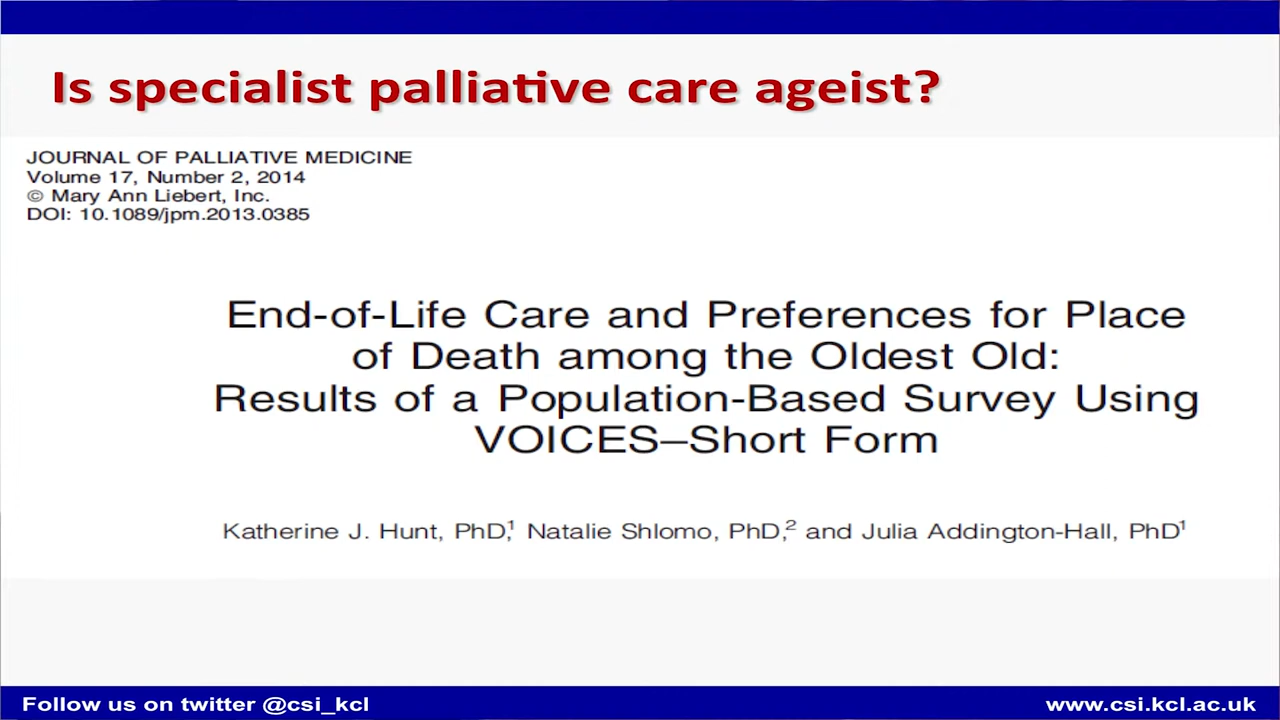 Is specialist palliative care ageist?
JOURNAL OF PALLIATIVE MEDICINE
Volume 17, Number 2, 2014
© Mary Ann Liebert, Inc.
DOI: 10.1089/jpm.2013.0385
End-of-Life Care and Preferences for Place
of Death among the Oldest Old:
Results of a Population-Based Survey Using
VOICES–Short Form
Katherine J. Hunt, PhD,1 Natalie Shlomo, PhD,2 and Julia Addington-Hall, PhD1
Follow us on twitter @csi_kcl
www.csi.kcl.ac.uk